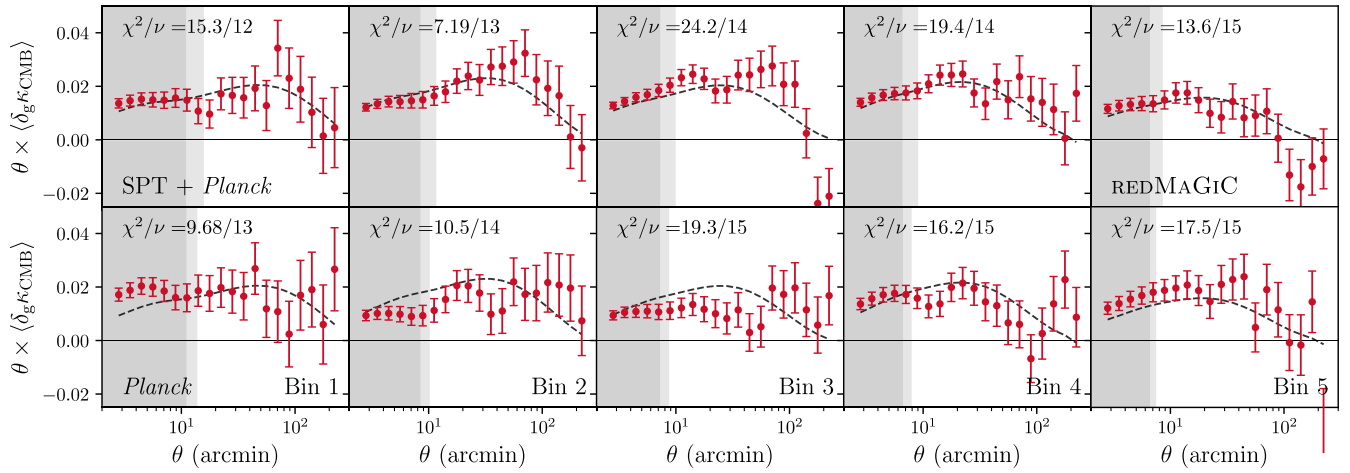 0.04
0.02
0.00
−0.02
θ × ⟨δgκCMB⟩
χ²/ν =15.3/12
χ²/ν =7.19/13
χ²/ν =24.2/14
χ²/ν =19.4/14
χ²/ν =13.6/15
SPT + Planck
REDMAGIC
0.04
0.02
0.00
−0.02
θ × ⟨δgκCMB⟩
χ²/ν =9.68/13
χ²/ν =10.5/14
χ²/ν =19.3/15
χ²/ν =16.2/15
χ²/ν =17.5/15
Planck
Bin 1
Bin 2
Bin 3
Bin 4
Bin 5
10¹ 10² 10¹ 10² 10¹ 10² 10¹ 10² 10¹ 10²
θ (arcmin) θ (arcmin) θ (arcmin) θ (arcmin) θ (arcmin)